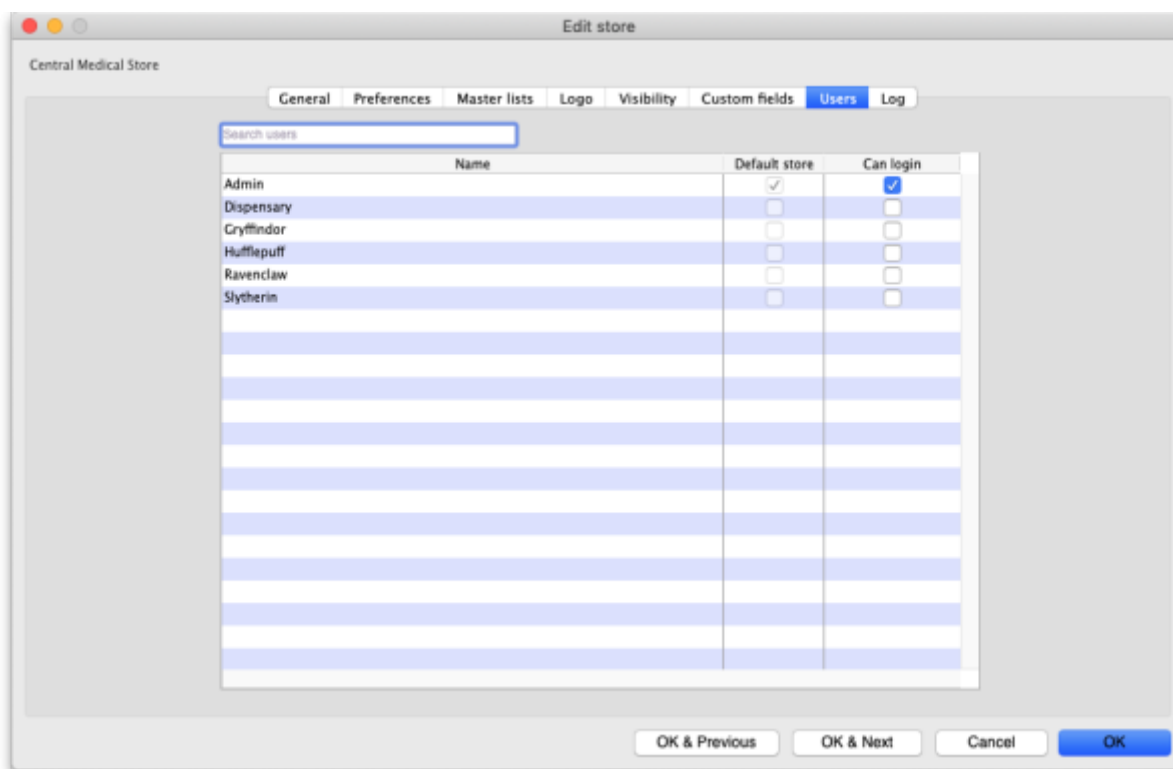 Edit store
Central Medical Store
General Preferences Master lists Logo Visibility Custom fields Users Log
Search users
Name Default store Can login
Admin
Dispensary
Gryffindor
Hufflepuff
Ravenclaw
Slytherin
OK & Previous OK & Next Cancel OK